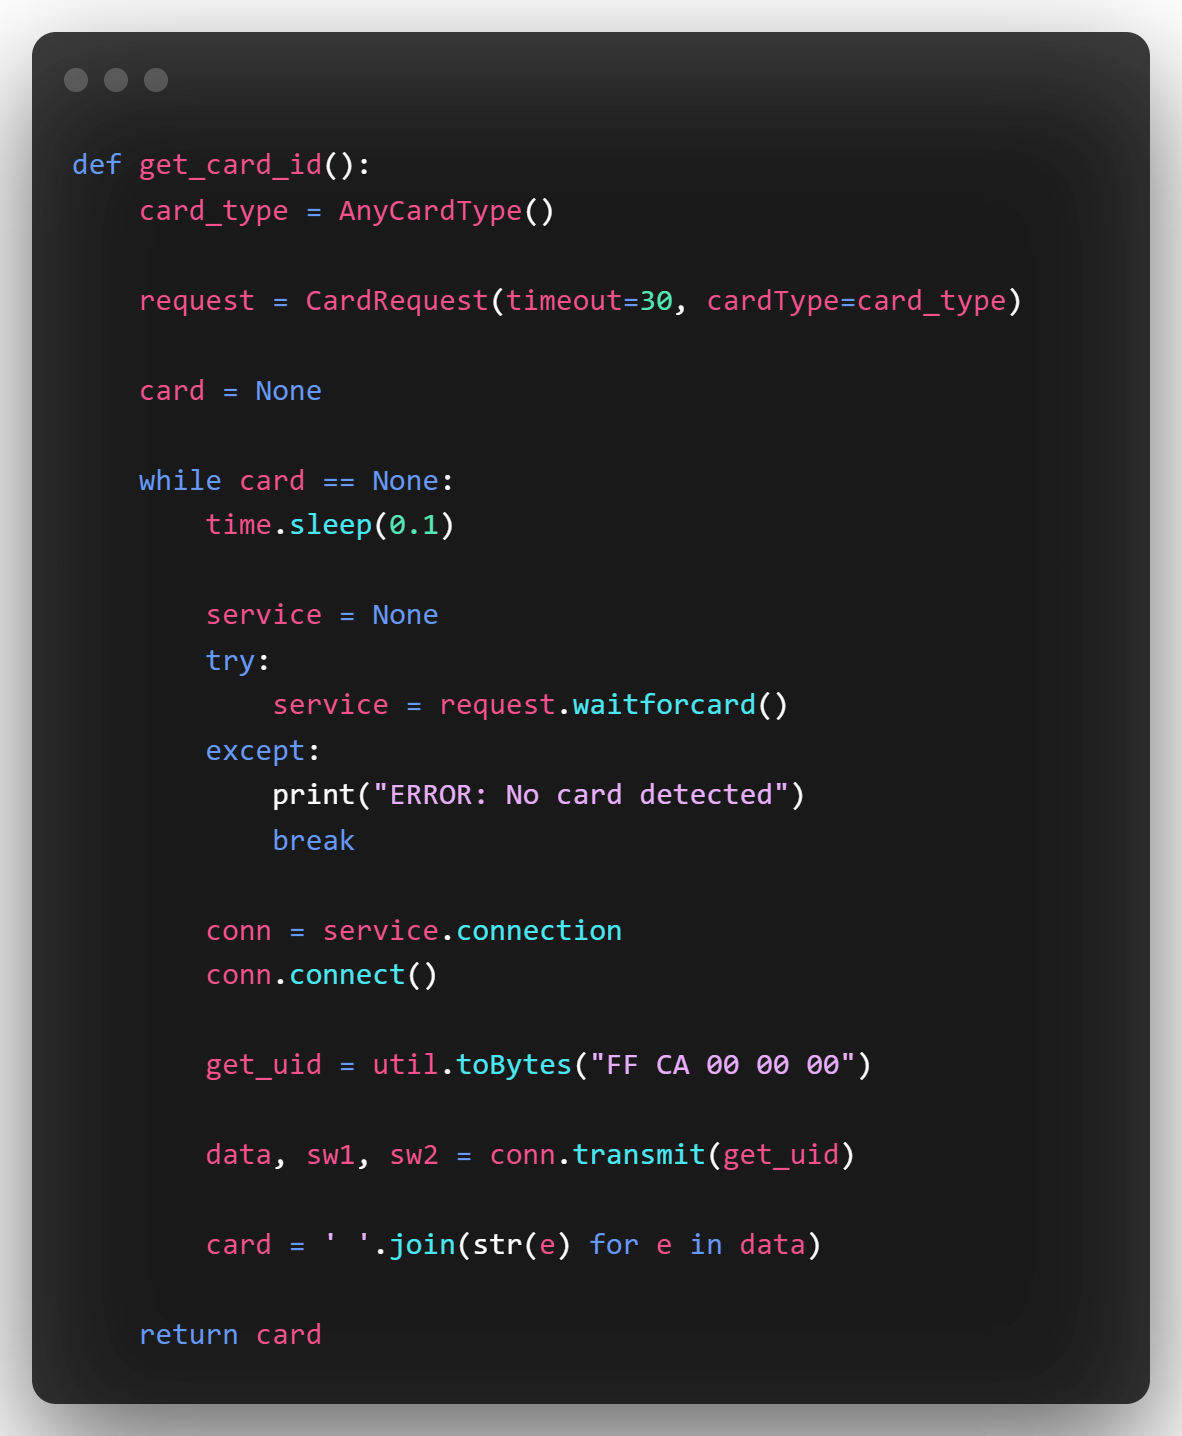 def get_card_id():
    card_type = AnyCardType()

    request = CardRequest(timeout=30, cardType=card_type)

    card = None

    while card == None:
        time.sleep(0.1)

        service = None
        try:
            service = request.waitforcard()
        except:
            print("ERROR: No card detected")
            break

        conn = service.connection
        conn.connect()

        get_uid = util.toBytes("FF CA 00 00 00")

        data, sw1, sw2 = conn.transmit(get_uid)

        card = ' '.join(str(e) for e in data)

    return card